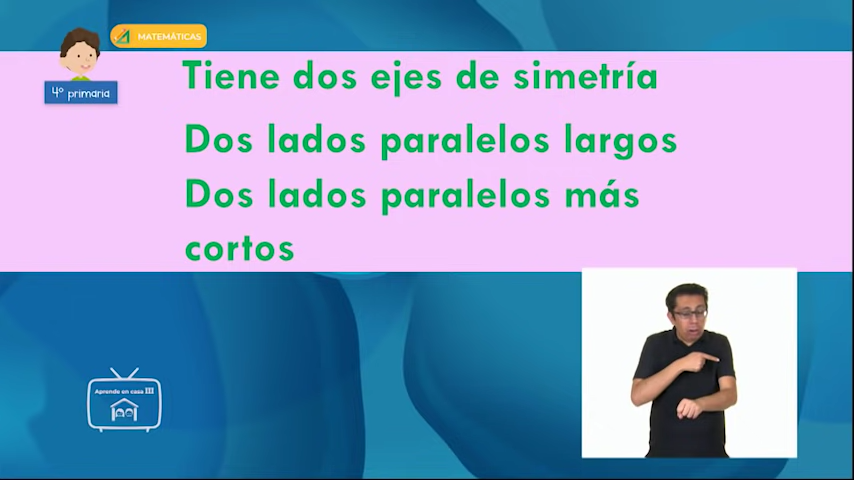 MATEMÁTICAS
4º primaria
Tiene dos ejes de simetría
Dos lados paralelos largos
Dos lados paralelos más
cortos
Aprende en casa III